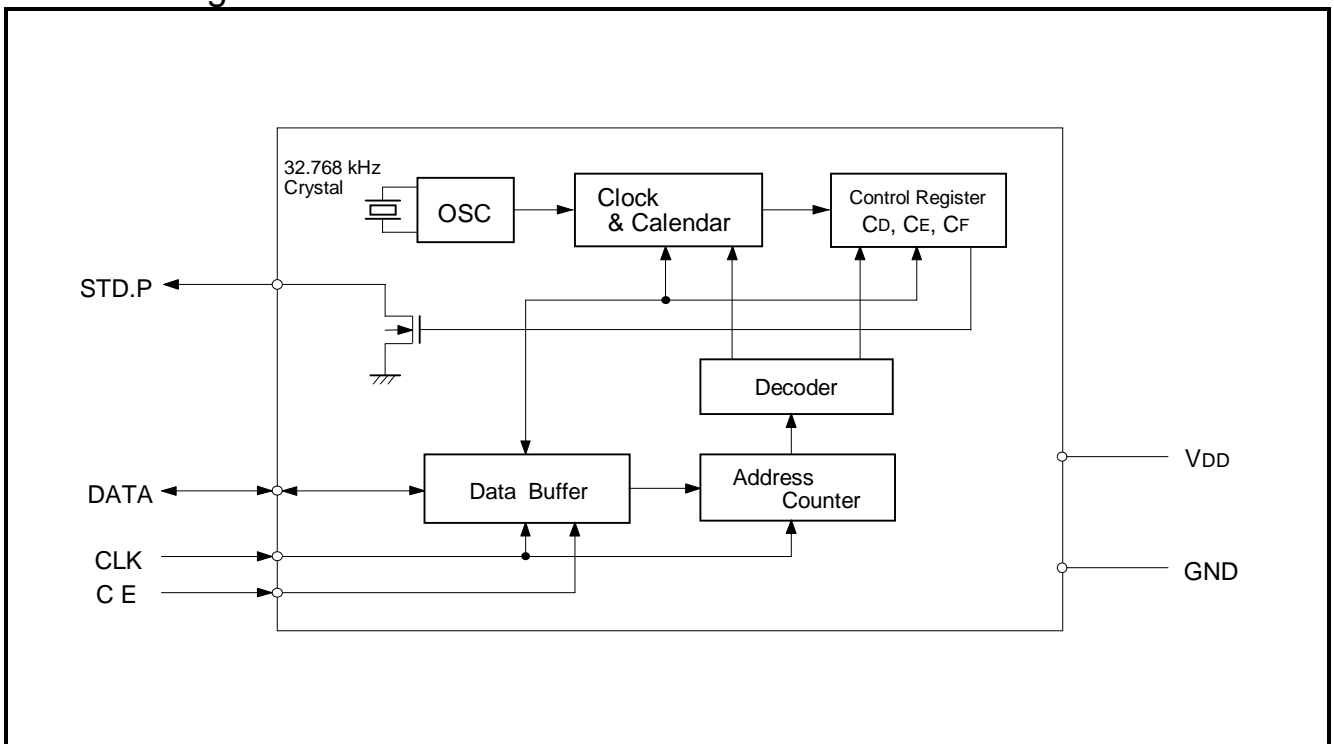 32.768 kHz
Crystal
OSC
Clock
& Calendar
Control Register
CD, CE, CF
STD.P
Decoder
VDD
DATA
Data Buffer
Address
Counter
CLK
C E
GND